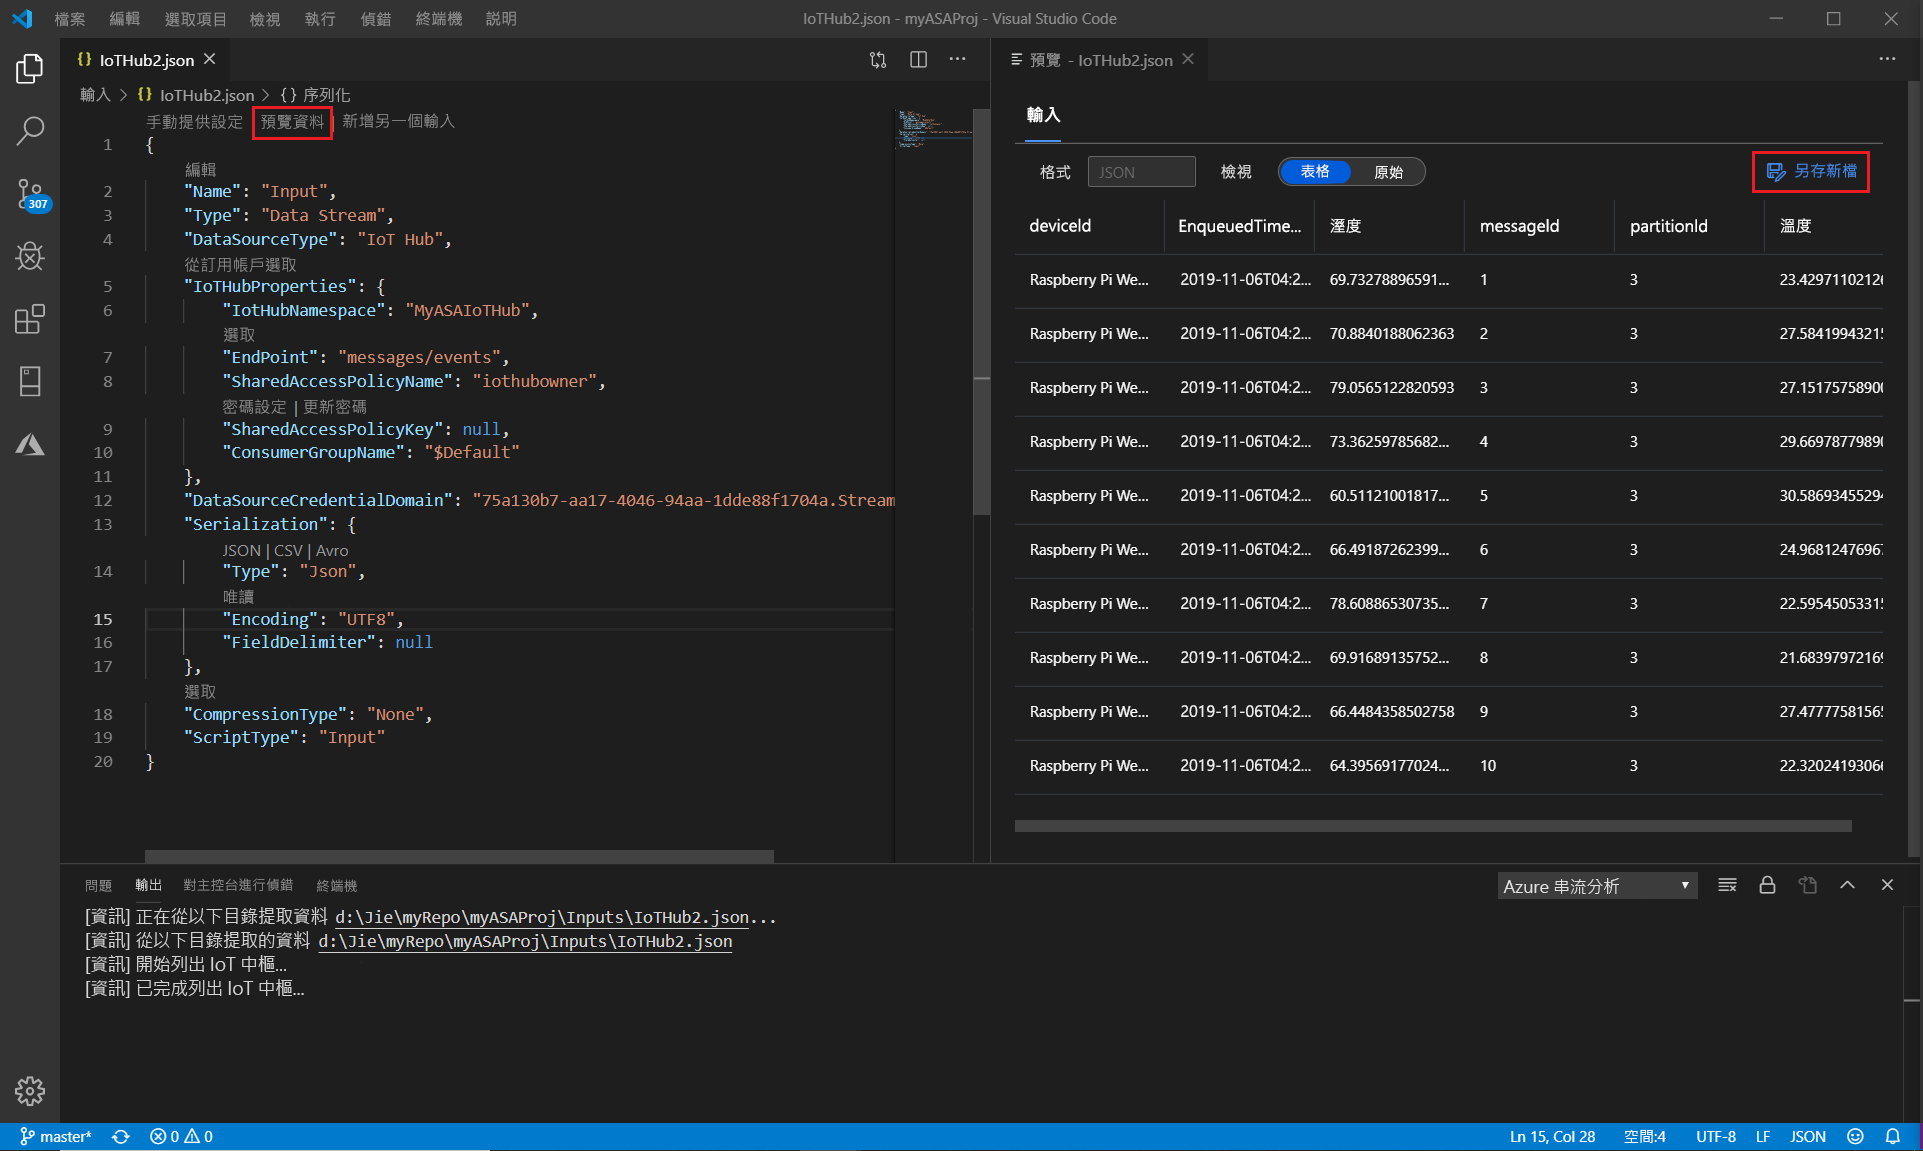 檔案 編輯 選取項目 檢視 執行 偵錯 終端機 説明
IoTHub2.json - myASAProj - Visual Studio Code
{} IoTHub2.json
輸入 > {} IoTHub2.json > {} 序列化
手動提供設定 | 預覽資料 | 新增另一個輸入
1 {
編輯
2 "Name": "Input",
3 "Type": "Data Stream",
4 "DataSourceType": "IoT Hub",
從訂用帳戶選取
5 "IoTHubProperties": {
6 "IotHubNamespace": "MyASAIoTHub",
選取
7 "EndPoint": "messages/events",
8 "SharedAccessPolicyName": "iothubowner",
密碼設定 | 更新密碼
9 "SharedAccessPolicyKey": null,
10 "ConsumerGroupName": "$Default"
11 },
12 "DataSourceCredentialDomain": "75a130b7-aa17-4046-94aa-1dde88f1704a.Stream
13 "Serialization": {
JSON | CSV | Avro
14 "Type": "Json",
唯讀
15 "Encoding": "UTF8",
16 "FieldDelimiter": null
17 },
選取
18 "CompressionType": "None",
19 "ScriptType": "Input"
20 }
預覽 - IoTHub2.json
輸入
格式 JSON 檢視 表格 原始 另存新檔
deviceId EnqueuedTime... 溼度 messageId partitionId 溫度
Raspberry Pi We... 2019-11-06T04:2... 69.73278896591... 1 3 23.42971102126
Raspberry Pi We... 2019-11-06T04:2... 70.8840188062363 2 3 27.58419943215
Raspberry Pi We... 2019-11-06T04:2... 79.0565122820593 3 3 27.15175758900
Raspberry Pi We... 2019-11-06T04:2... 73.36259785682... 4 3 29.66978779890
Raspberry Pi We... 2019-11-06T04:2... 60.51121001817... 5 3 30.58693455294
Raspberry Pi We... 2019-11-06T04:2... 66.49187262399... 6 3 24.96812476967
Raspberry Pi We... 2019-11-06T04:2... 78.60886530735... 7 3 22.59545053315
Raspberry Pi We... 2019-11-06T04:2... 69.91689135752... 8 3 21.68397972169
Raspberry Pi We... 2019-11-06T04:2... 66.4484358502758 9 3 27.47777581565
Raspberry Pi We... 2019-11-06T04:2... 64.39569177024... 10 3 22.32024193066
307
問題 輸出 對主控台進行偵錯 終端機
Azure 串流分析
[資訊] 正在從以下目錄提取資料 d:\Jie\myRepo\myASAProj\Inputs\IoTHub2.json...
[資訊] 從以下目錄提取的資料 d:\Jie\myRepo\myASAProj\Inputs\IoTHub2.json
[資訊] 開始列出 IoT 中樞...
[資訊] 已完成列出 IoT 中樞...
master* 0 0 Ln 15, Col 28 空間:4 UTF-8 LF JSON